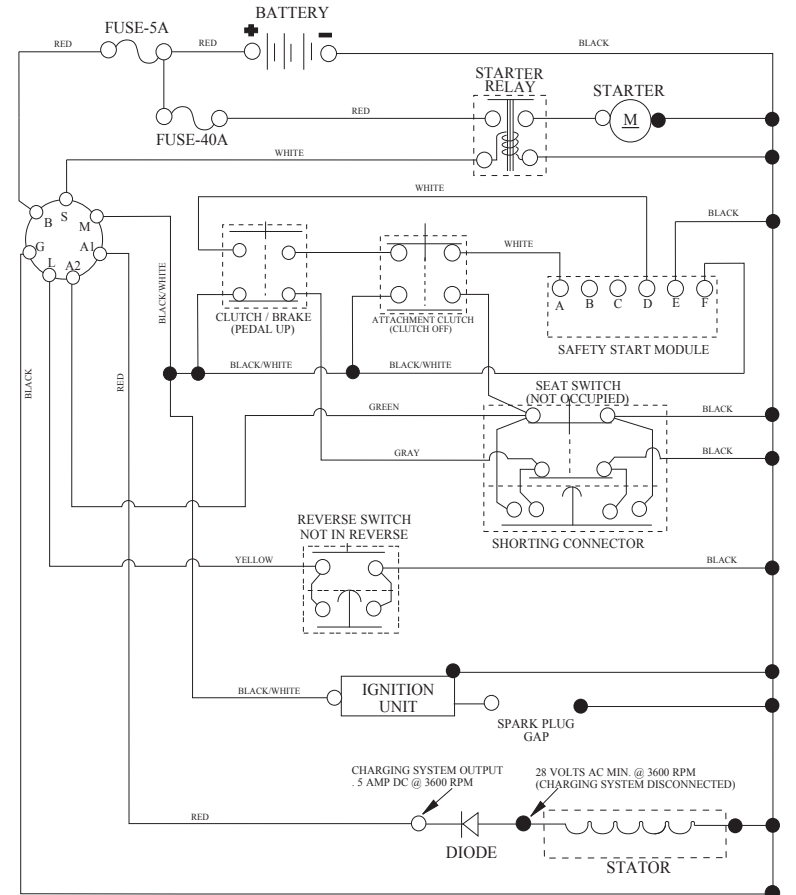 BATTERY
FUSE-5A
RED
RED
BLACK
STARTER
RELAY
STARTER
RED
M
FUSE-40A
WHITE
WHITE
B
S
M
G
A1
L
A2
BLACK
WHITE
BLACK/WHITE
A
B
C
D
E
F
CLUTCH / BRAKE
(PEDAL UP)
ATTACHMENT CLUTCH
(CLUTCH OFF)
SAFETY START MODULE
BLACK/WHITE
BLACK/WHITE
BLACK
RED
SEAT SWITCH
(NOT OCCUPIED)
GREEN
BLACK
GRAY
BLACK
REVERSE SWITCH
NOT IN REVERSE
SHORTING CONNECTOR
YELLOW
BLACK
BLACK/WHITE
IGNITION
UNIT
SPARK PLUG
GAP
CHARGING SYSTEM OUTPUT
. 5 AMP DC @ 3600 RPM
28 VOLTS AC MIN. @ 3600 RPM
(CHARGING SYSTEM DISCONNECTED)
RED
DIODE
STATOR